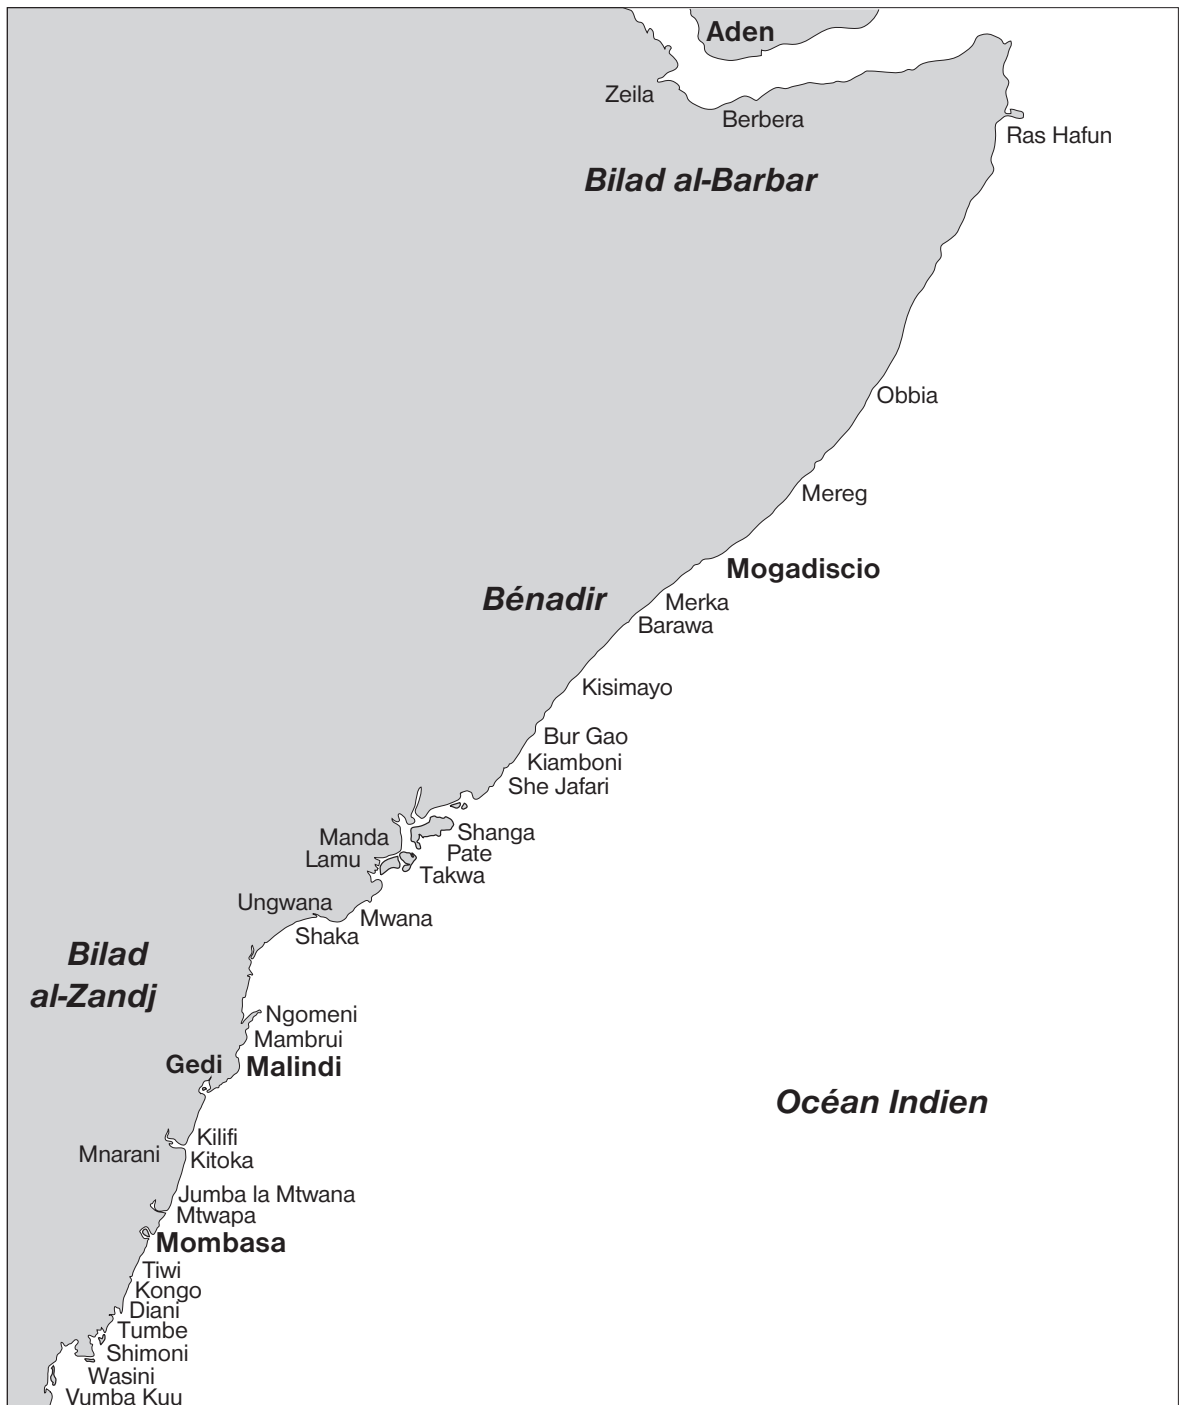 Aden
Zeila
Berbera
Ras Hafun
Bilad al-Barbar
Obbia
Mereg
Mogadiscio
Bénadir
Merka
Barawa
Kisimayo
Bur Gao
Kiamboni
She Jafari
Manda
Shanga
Lamu
Pate
Takwa
Ungwana
Mwana
Shaka
Bilad
al-Zandj
Ngomeni
Mambrui
Gedi
Malindi
Océan Indien
Kilifi
Mnarani
Kitoka
Jumba la Mtwana
Mtwapa
Mombasa
Tiwi
Kongo
Diani
Tumbe
Shimoni
Wasini
Vumba Kuu